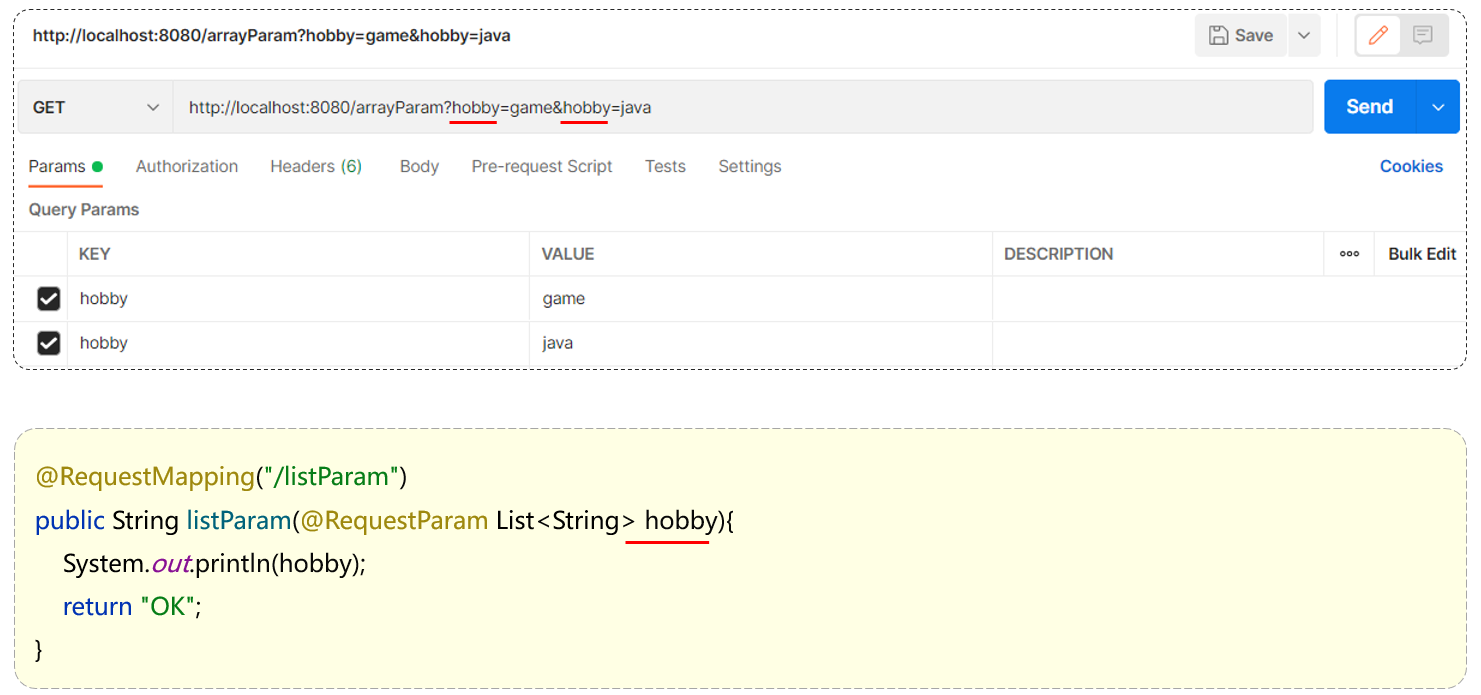 http://localhost:8080/arrayParam?hobby=game&hobby=java Save
GET http://localhost:8080/arrayParam?hobby=game&hobby=java Send
Params Authorization Headers (6) Body Pre-request Script Tests Settings Cookies
Query Params
KEY VALUE DESCRIPTION ooo Bulk Edit
hobby game
hobby java
@RequestMapping("/listParam")
public String listParam(@RequestParam List<String> hobby){
System.out.println(hobby);
return "OK";
}